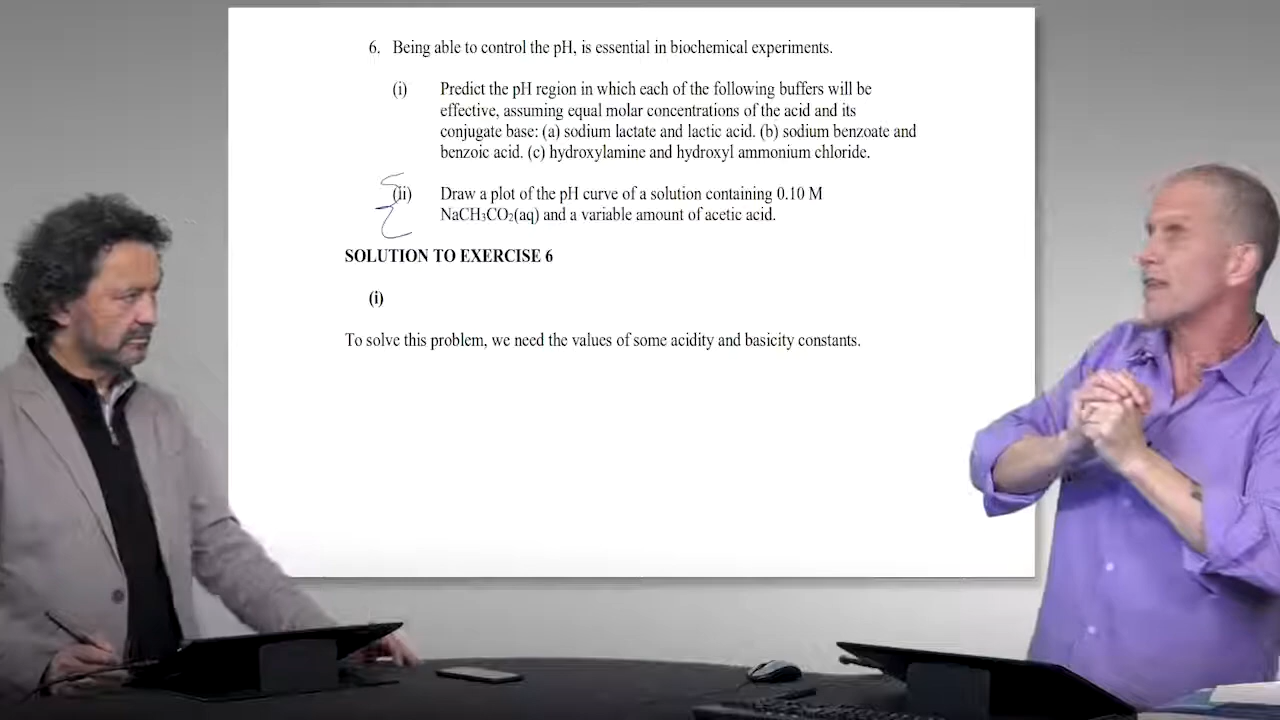 6. Being able to control the pH, is essential in biochemical experiments.
(i) Predict the pH region in which each of the following buffers will be
effective, assuming equal molar concentrations of the acid and its
conjugate base: (a) sodium lactate and lactic acid. (b) sodium benzoate and
benzoic acid. (c) hydroxylamine and hydroxyl ammonium chloride.
(ii) Draw a plot of the pH curve of a solution containing 0.10 M
NaCH₃CO₂(aq) and a variable amount of acetic acid.
SOLUTION TO EXERCISE 6
(i)
To solve this problem, we need the values of some acidity and basicity constants.